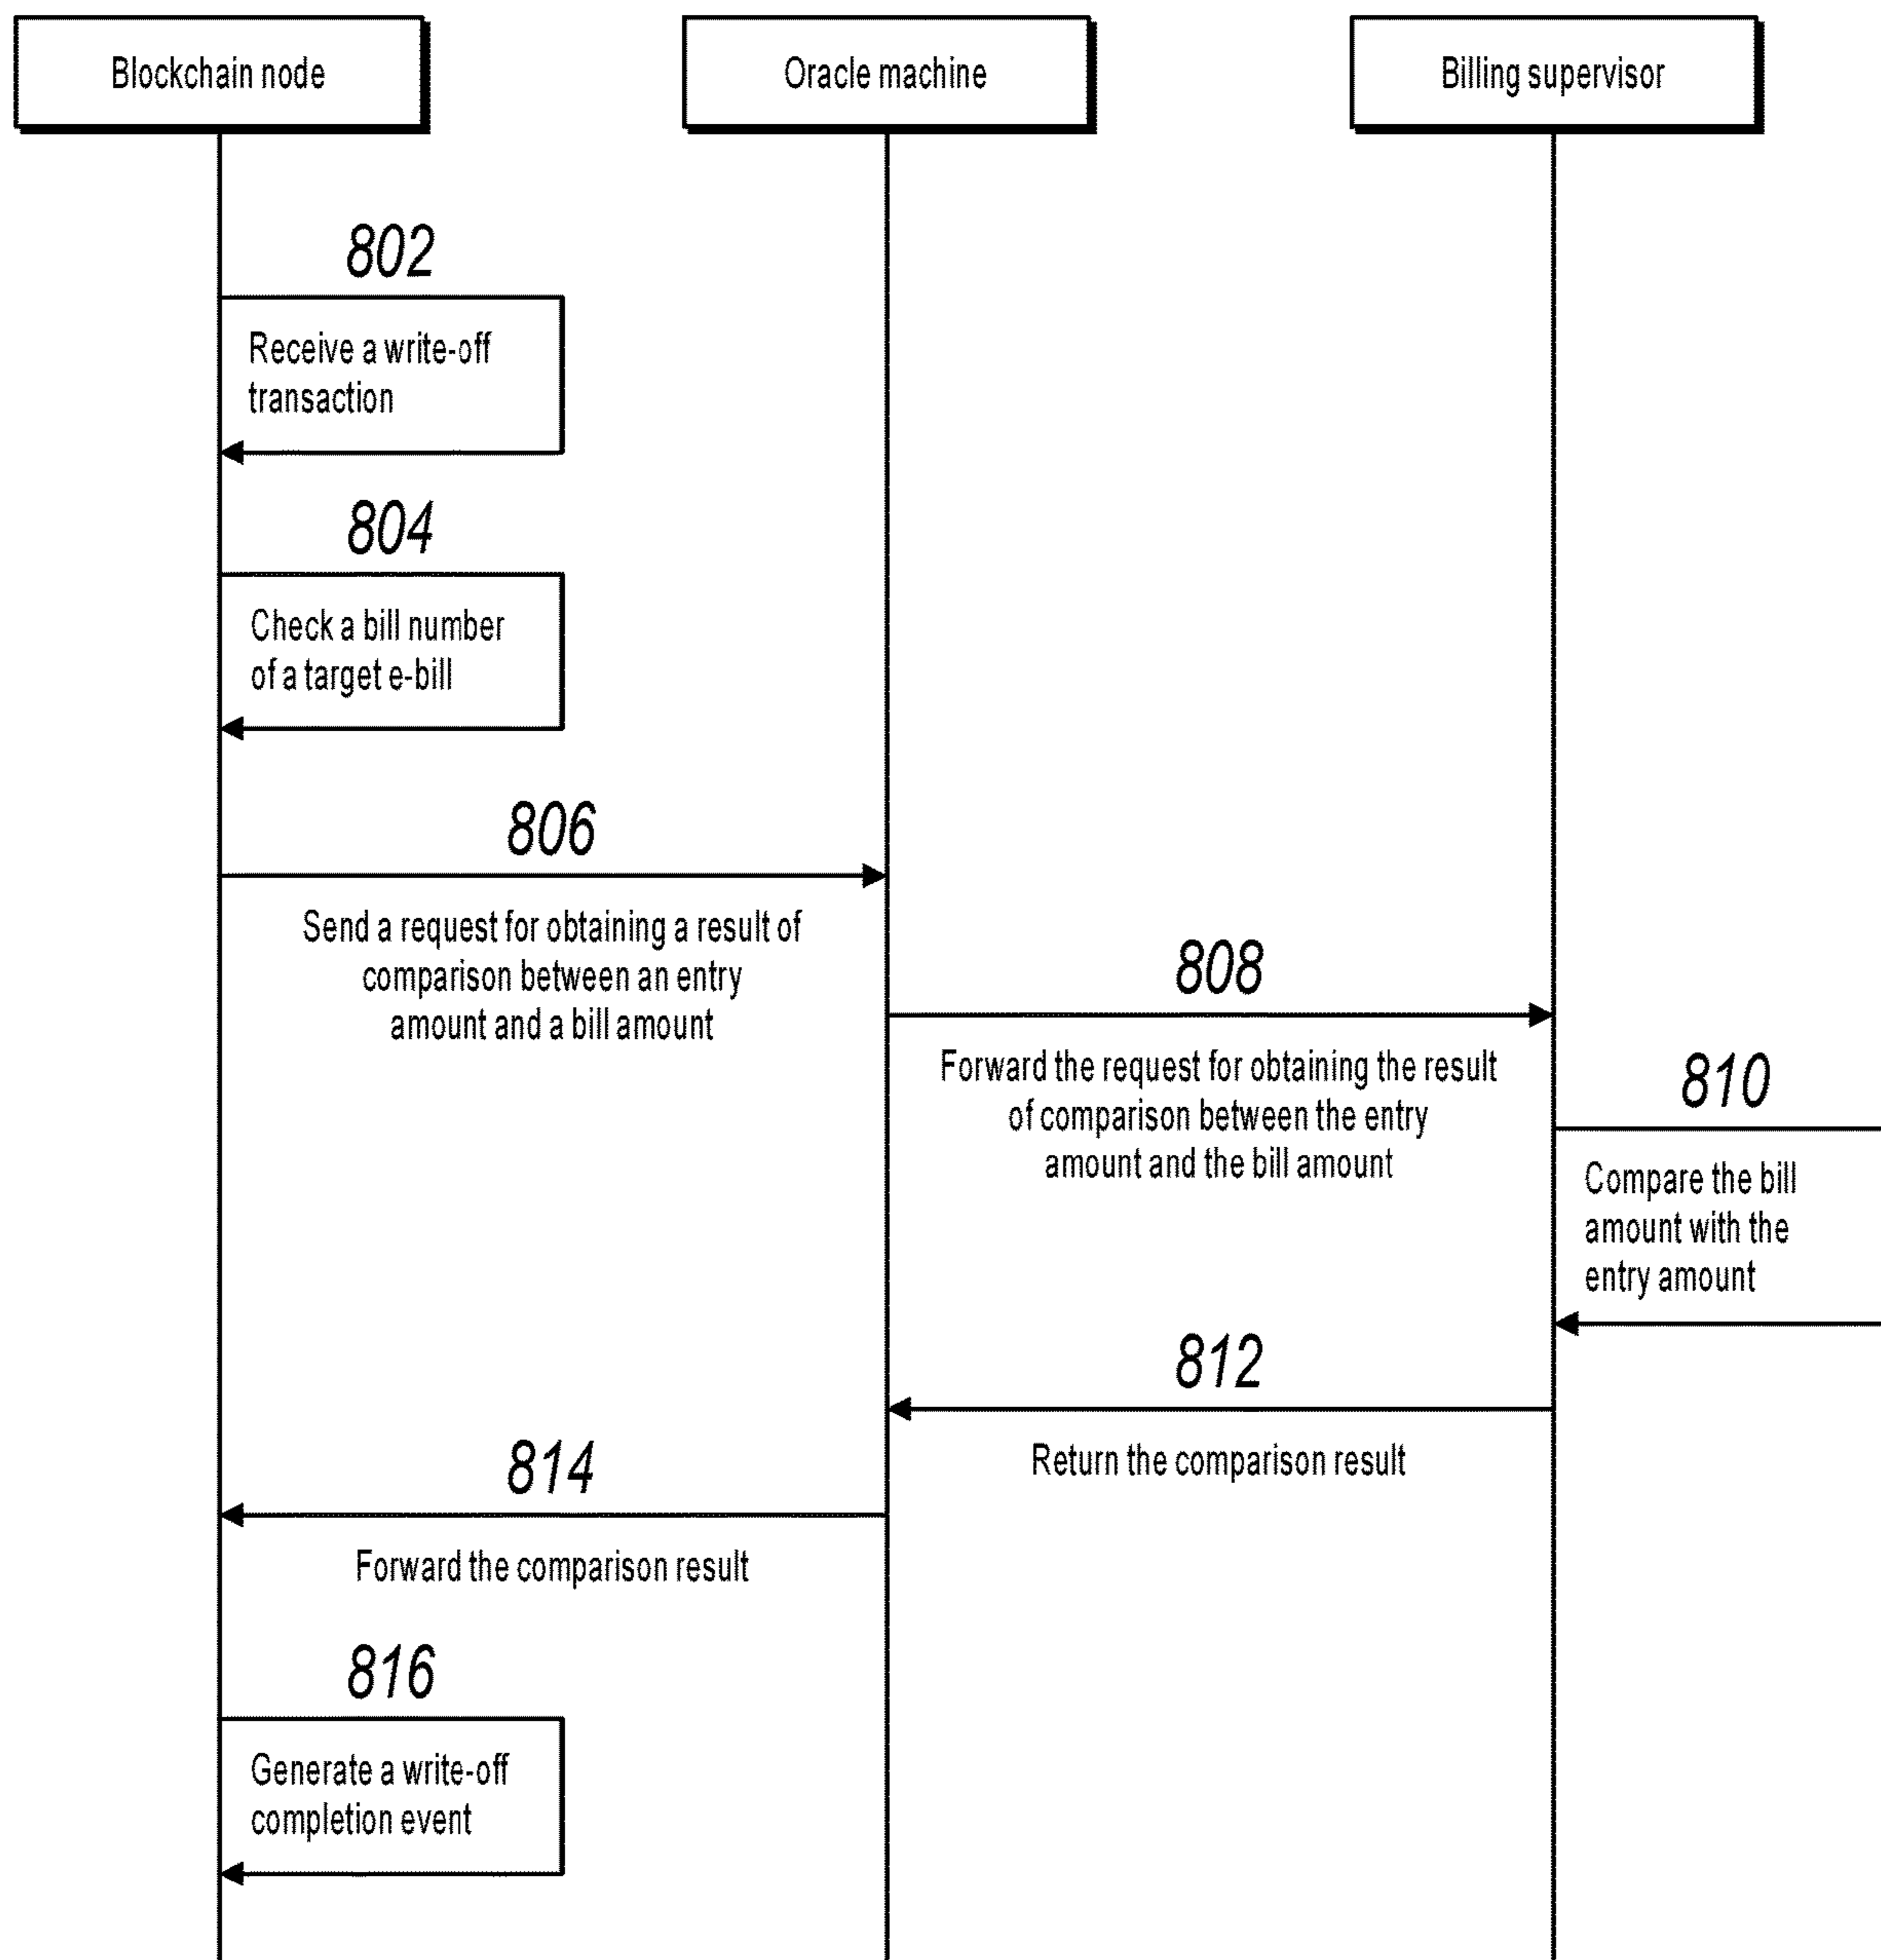 Blockchain node
Oracle machine
Billing supervisor
802
Receive a write-off
transaction
804
Check a bill number
of a target e-bill
806
Send a request for obtaining a result of
comparison between an entry
amount and a bill amount
808
Forward the request for obtaining the result
of comparison between the entry
amount and the bill amount
810
Compare the bill
amount with the
entry amount
812
Return the comparison result
814
Forward the comparison result
816
Generate a write-off
completion event